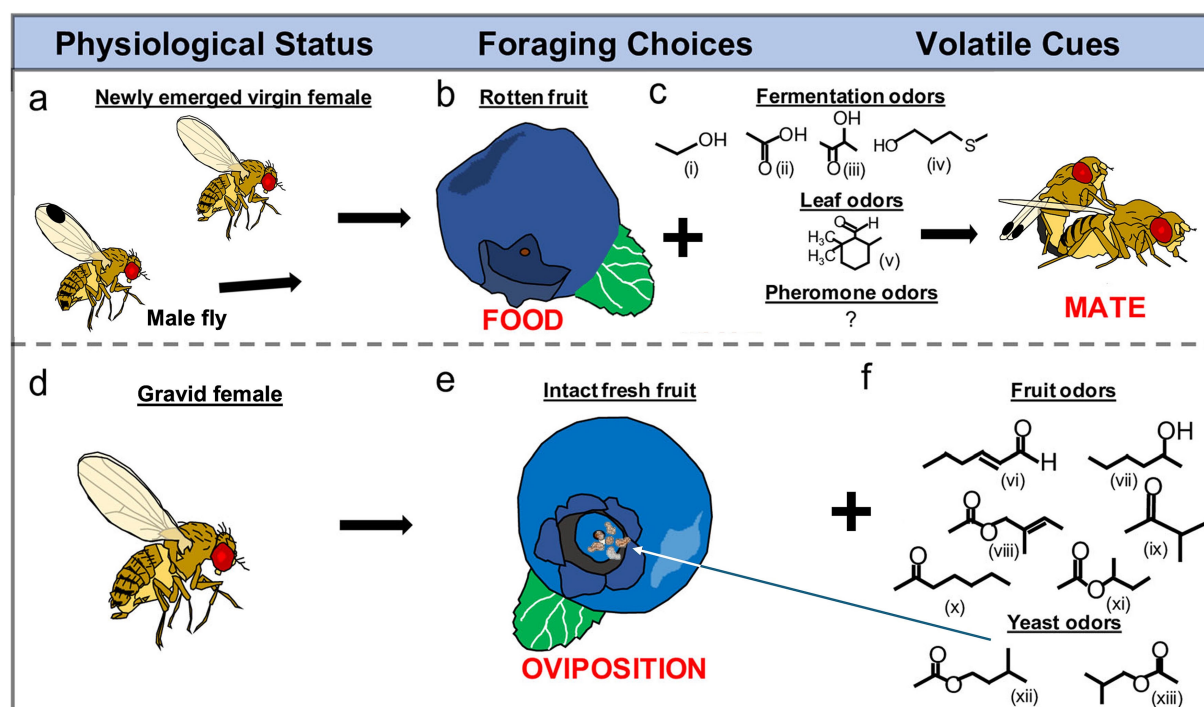 Physiological Status
Foraging Choices
Volatile Cues
a
Newly emerged virgin female
Male fly
b
Rotten fruit
FOOD
c
Fermentation odors
OH
(i)
OH
O
(ii)
OH
O
(iii)
HO
S
(iv)
Leaf odors
O
H
H3C
H3C
(v)
Pheromone odors
?
+
MATE
d
Gravid female
e
Intact fresh fruit
OVIPOSITION
+
f
Fruit odors
O
H
(vi)
OH
(vii)
O
O
(viii)
O
(ix)
O
(x)
O
O
(xi)
Yeast odors
O
O
(xii)
O
O
(xiii)